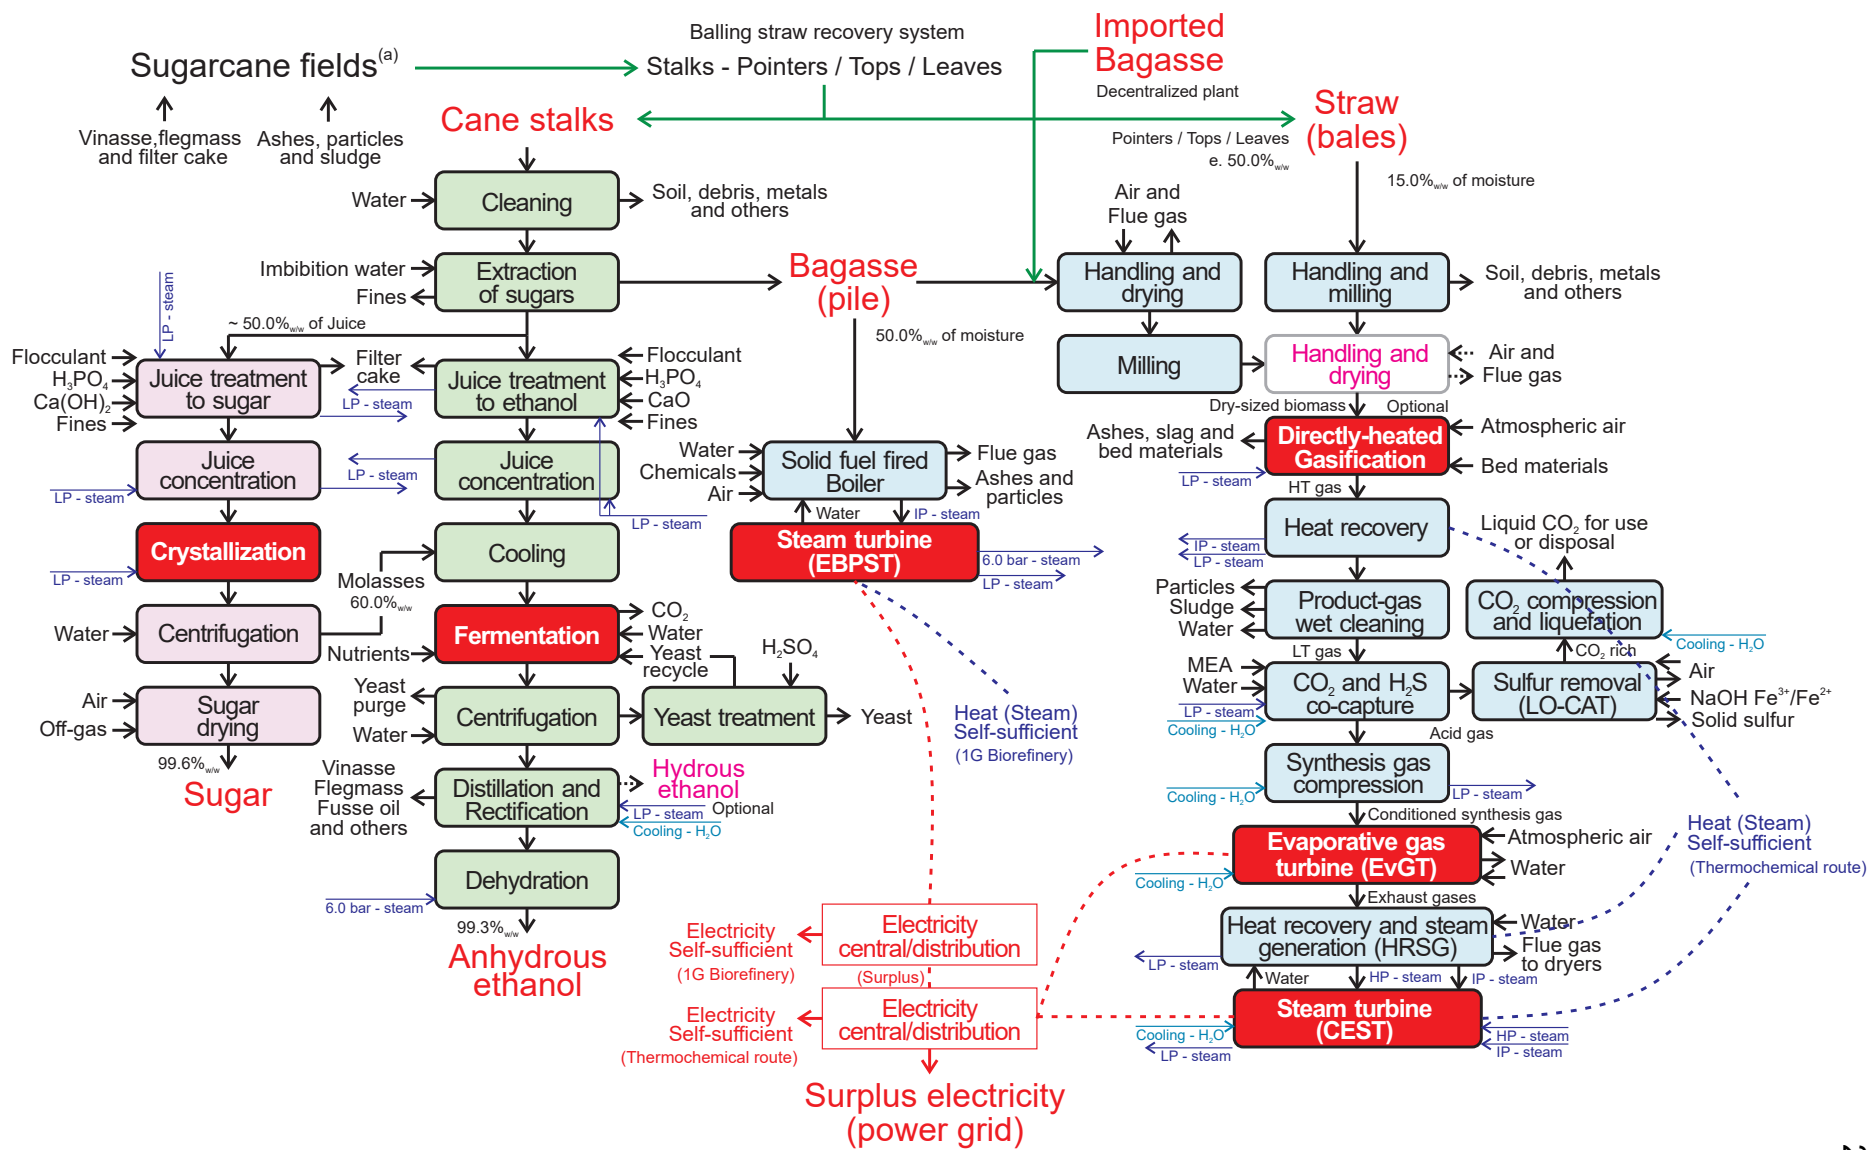 Balling straw recovery system
Sugarcane fields(a)
Stalks - Pointers / Tops / Leaves
Imported
Bagasse
Decentralized plant
Vinasse,flegmass
and filter cake
Ashes, particles
and sludge
Cane stalks
Pointers / Tops / Leaves
e. 50.0%w/w
Straw
(bales)
15.0%w/w of moisture
Water
Cleaning
Soil, debris, metals
and others
Air and
Flue gas
Imbibition water
Fines
Extraction
of sugars
Bagasse
(pile)
50.0%w/w of moisture
Handling and
drying
Handling and
milling
Soil, debris, metals
and others
LP - steam
~ 50.0%w/w of Juice
Flocculant
H3PO4
Ca(OH)2
Fines
Juice treatment
to sugar
Filter
cake
LP - steam
Juice treatment
to ethanol
Flocculant
H3PO4
CaO
Fines
Milling
Handling and
drying
Air and
Flue gas
Dry-sized biomass
Optional
LP - steam
Juice
concentration
LP - steam
Juice
concentration
LP - steam
Water
Chemicals
Air
Solid fuel fired
Boiler
Flue gas
Ashes and
particles
Water
IP - steam
Ashes, slag and
bed materials
LP - steam
Directly-heated
Gasification
Atmospheric air
Bed materials
HT gas
LP - steam
Crystallization
Molasses
60.0%w/w
Cooling
Steam turbine
(EBPST)
6.0 bar - steam
LP - steam
IP - steam
LP - steam
Heat recovery
Liquid CO2 for use
or disposal
Water
Centrifugation
Nutrients
Fermentation
CO2
Water
Yeast
recycle
H2SO4
Particles
Sludge
Water
Product-gas
wet cleaning
CO2 compression
and liquefation
Cooling - H2O
LT gas
CO2 rich
Air
Off-gas
Sugar
drying
Yeast
purge
Water
Centrifugation
Yeast treatment
Yeast
Heat (Steam)
Self-sufficient
(1G Biorefinery)
MEA
Water
LP - steam
Cooling - H2O
CO2 and H2S
co-capture
Sulfur removal
(LO-CAT)
Air
NaOH Fe3+/Fe2+
Solid sulfur
Acid gas
99.6%w/w
Sugar
Vinasse
Flegmass
Fusse oil
and others
Distillation and
Rectification
Hydrous
ethanol
LP - steam
Optional
Cooling - H2O
Cooling - H2O
Synthesis gas
compression
LP - steam
Conditioned synthesis gas
6.0 bar - steam
Dehydration
Cooling - H2O
Evaporative gas
turbine (EvGT)
Atmospheric air
Water
Heat (Steam)
Self-sufficient
(Thermochemical route)
Exhaust gases
99.3%w/w
Anhydrous
ethanol
Electricity
Self-sufficient
(1G Biorefinery)
Electricity
central/distribution
(Surplus)
LP - steam
Heat recovery and steam
generation (HRSG)
Water
Flue gas
to dryers
Water
HP - steam
IP - steam
Electricity
Self-sufficient
(Thermochemical route)
Electricity
central/distribution
Cooling - H2O
LP - steam
Steam turbine
(CEST)
HP - steam
IP - steam
Surplus electricity
(power grid)